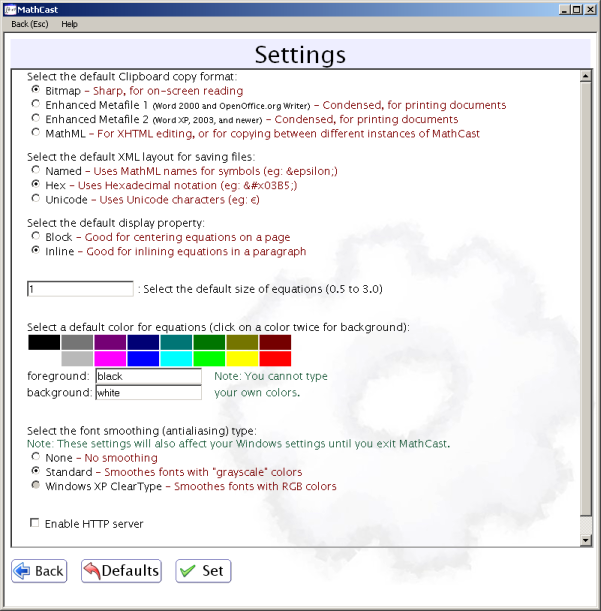 MathCast
Back (Esc) Help
Settings
Select the default Clipboard copy format:
Bitmap – Sharp, for on-screen reading
Enhanced Metafile 1 (Word 2000 and OpenOffice.org Writer) – Condensed, for printing documents
Enhanced Metafile 2 (Word XP, 2003, and newer) – Condensed, for printing documents
MathML – For XHTML editing, or for copying between different instances of MathCast
Select the default XML layout for saving files:
Named – Uses MathML names for symbols (eg: &epsilon;)
Hex – Uses Hexadecimal notation (eg: &#x03B5;)
Unicode – Uses Unicode characters (eg: ϵ)
Select the default display property:
Block – Good for centering equations on a page
Inline – Good for inlining equations in a paragraph
1 : Select the default size of equations (0.5 to 3.0)
Select a default color for equations (click on a color twice for background):
foreground: black Note: You cannot type
background: white your own colors.
Select the font smoothing (antialiasing) type:
Note: These settings will also affect your Windows settings until you exit MathCast.
None – No smoothing
Standard – Smoothes fonts with "grayscale" colors
Windows XP ClearType – Smoothes fonts with RGB colors
Enable HTTP server
Back Defaults Set